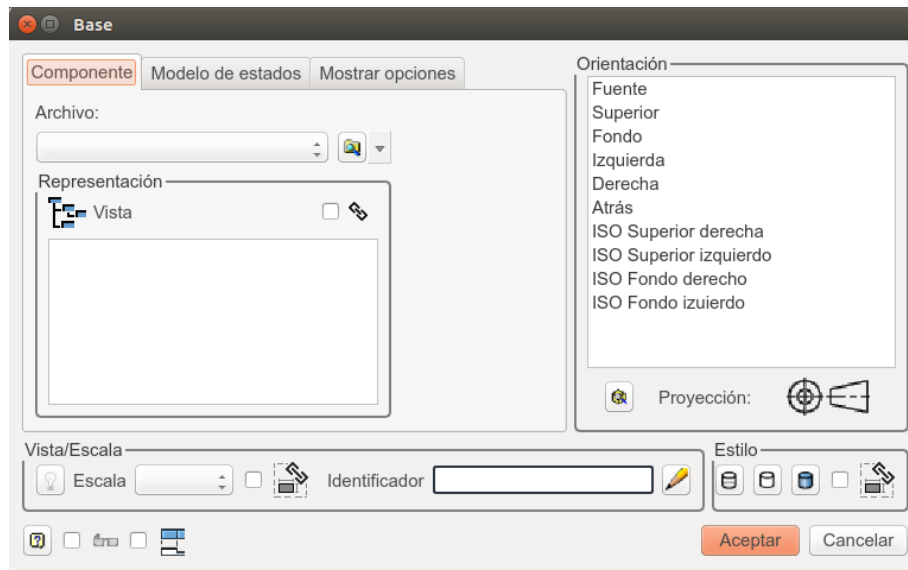 Base
Componente
Modelo de estados
Mostrar opciones
Archivo:
Representación
Vista
Orientación
Fuente
Superior
Fondo
Izquierda
Derecha
Atrás
ISO Superior derecha
ISO Superior izquierdo
ISO Fondo derecho
ISO Fondo izuierdo
Proyección:
Vista/Escala
Escala
Identificador
Estilo
Aceptar
Cancelar